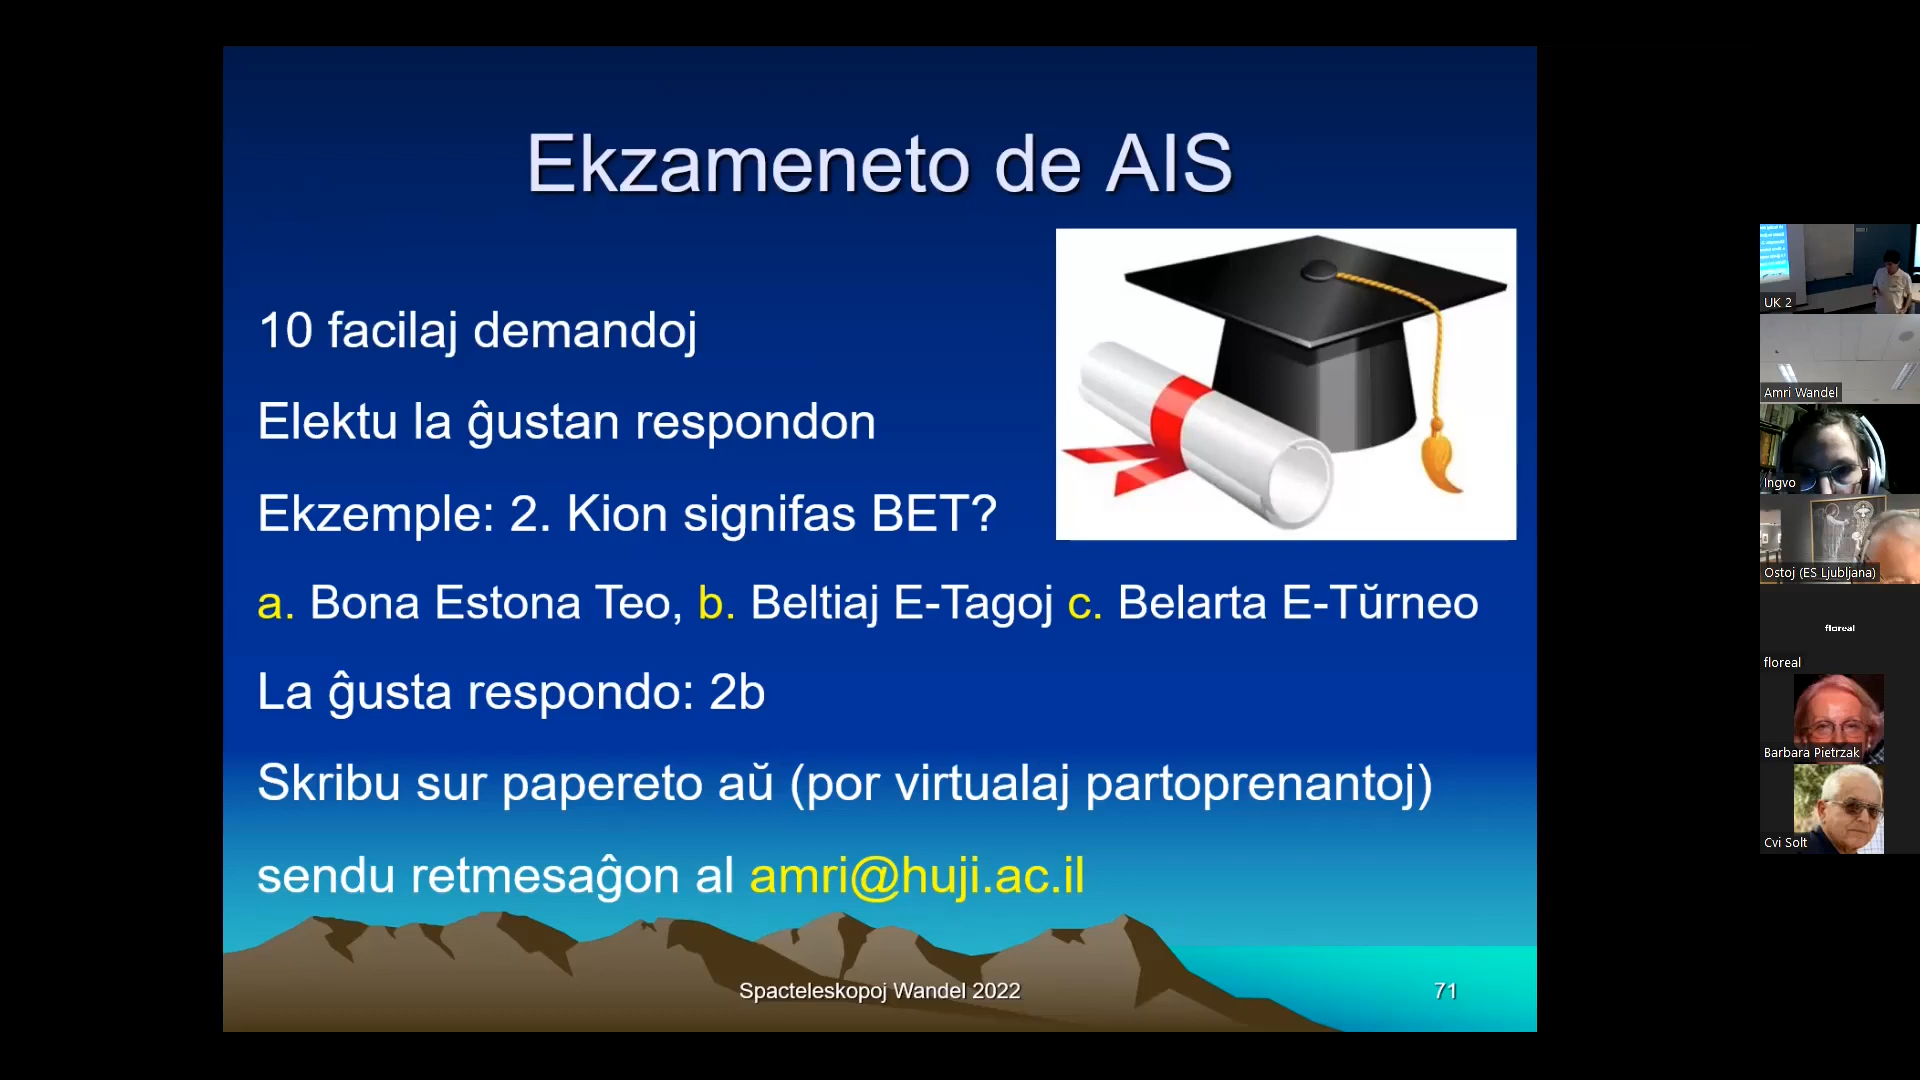 Ekzameneto de AIS
10 facilaj demandoj
Elektu la ĝustan respondon
Ekzemple: 2. Kion signifas BET?
a. Bona Estona Teo, b. Beltiaj E-Tagoj c. Belarta E-Tŭrneo
La ĝusta respondo: 2b
Skribu sur papereto aŭ (por virtualaj partoprenantoj)
sendu retmesaĝon al amri@huji.ac.il
Spacteleskopoj Wandel 2022
71
UK 2
Amri Wandel
Ingvo
Ostoj (ES Ljubljana)
floreal
floreal
Barbara Pietrzak
Cvi Solt